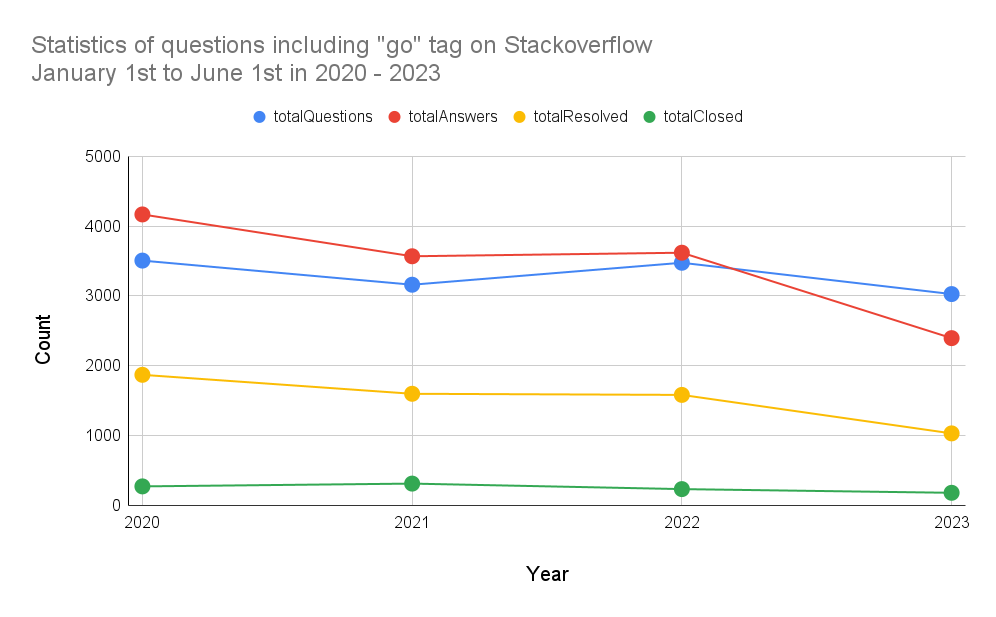 Statistics of questions including "go" tag on Stackoverflow
January 1st to June 1st in 2020 - 2023
totalQuestions totalAnswers totalResolved totalClosed
5000
4000
3000
2000
1000
0
Count
2020 2021 2022 2023
Year